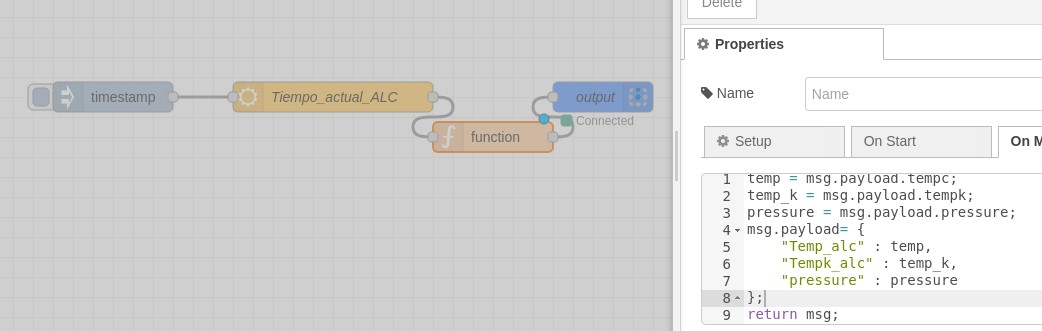 Delete
Properties
Name
Name
Setup
On Start
On M
timestamp
Tiempo_actual_ALC
output
Connected
function
1 temp = msg.payload.tempc;
2 temp_k = msg.payload.tempk;
3 pressure = msg.payload.pressure;
4 msg.payload= {
5 "Temp_alc" : temp,
6 "Tempk_alc" : temp_k,
7 "pressure" : pressure
8 };
9 return msg;